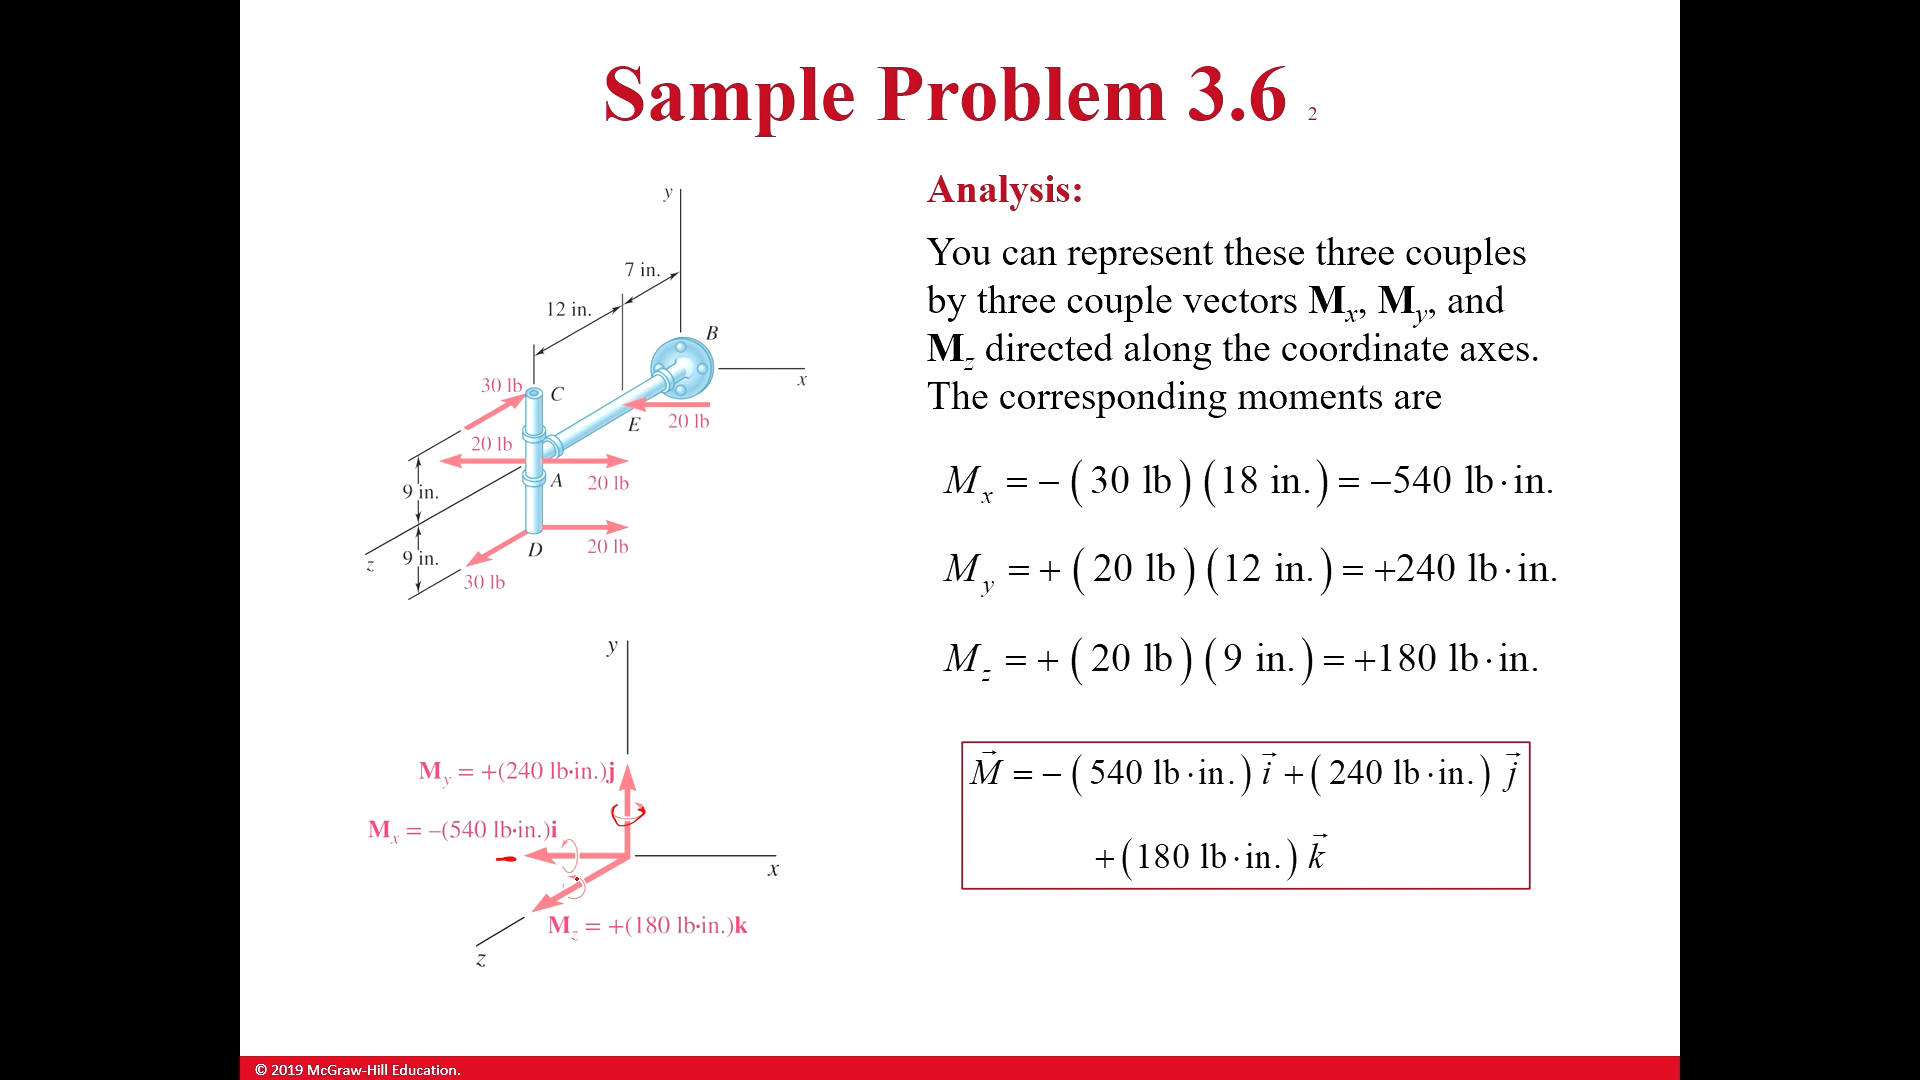 Sample Problem 3.6 2
Analysis:
You can represent these three couples
by three couple vectors Mx, My, and
Mz directed along the coordinate axes.
The corresponding moments are
Mx = −(30 lb)(18 in.) = −540 lb·in.
My = +(20 lb)(12 in.) = +240 lb·in.
Mz = +(20 lb)(9 in.) = +180 lb·in.
M⃗ = −(540 lb·in.) i⃗ + (240 lb·in.) j⃗
+(180 lb·in.) k⃗
y
7 in.
12 in.
B
x
30 lb
C
E
20 lb
20 lb
A
20 lb
9 in.
D
20 lb
z
9 in.
30 lb
y
My = +(240 lb·in.)j
Mx = –(540 lb·in.)i
x
Mz = +(180 lb·in.)k
z
© 2019 McGraw-Hill Education.